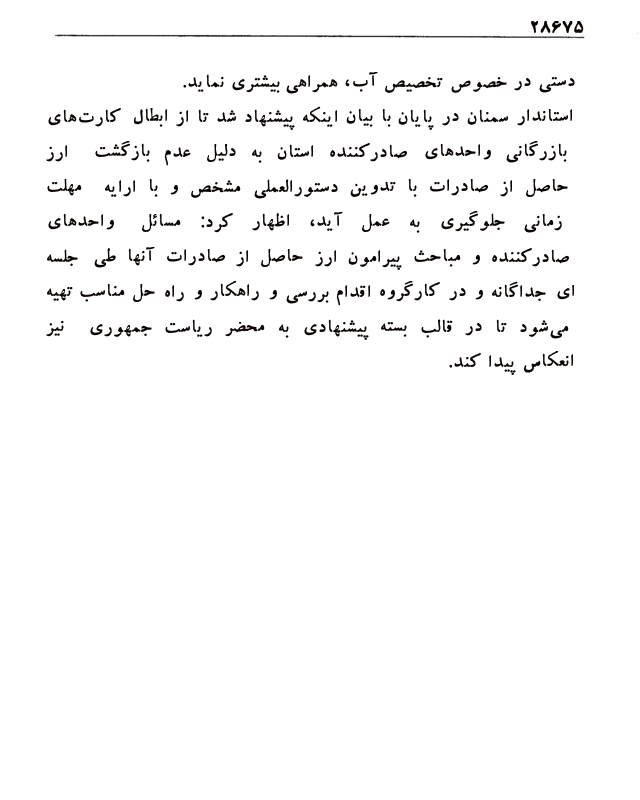 ۲۸۶۷۵
دستی در خصوص تخصیص آب، همراهی بیشتری نماید.
استاندار سمنان در پایان با بیان اینکه پیشنهاد شد تا از ابطال کارت‌های
بازرگانی واحدهای صادرکننده استان به دلیل عدم بازگشت ارز
حاصل از صادرات با تدوین دستورالعملی مشخص و با ارایه مهلت
زمانی جلوگیری به عمل آید، اظهار کرد: مسائل واحدهای
صادرکننده و مباحث پیرامون ارز حاصل از صادرات آنها طی جلسه
ای جداگانه و در کارگروه اقدام بررسی و راهکار و راه حل مناسب تهیه
می‌شود تا در قالب بسته پیشنهادی به محضر ریاست جمهوری نیز
انعکاس پیدا کند.